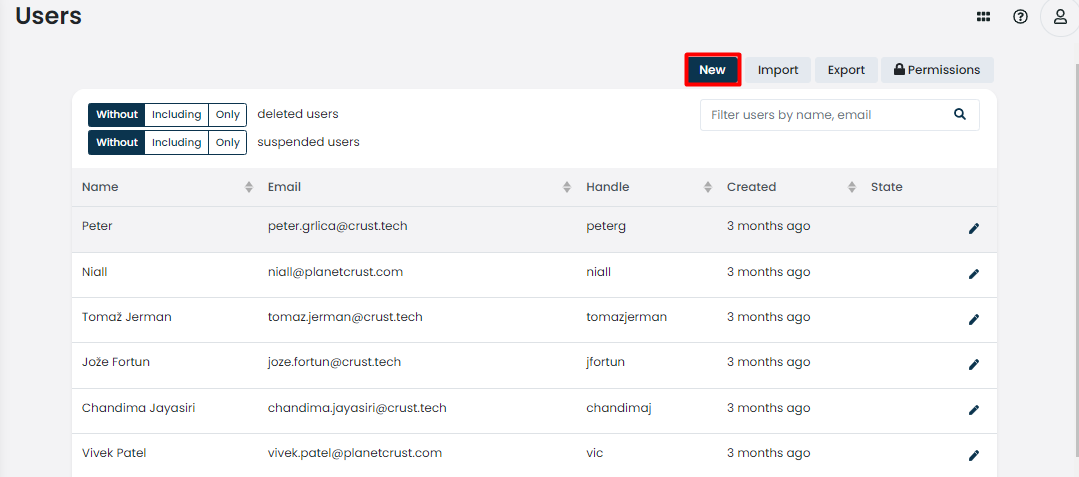 Users
New Import Export Permissions
Without Including Only deleted users
Filter users by name, email
Without Including Only suspended users
Name Email Handle Created State
Peter peter.grlica@crust.tech peterg 3 months ago
Niall niall@planetcrust.com niall 3 months ago
Tomaž Jerman tomaz.jerman@crust.tech tomazjerman 3 months ago
Jože Fortun joze.fortun@crust.tech jfortun 3 months ago
Chandima Jayasiri chandima.jayasiri@crust.tech chandimaj 3 months ago
Vivek Patel vivek.patel@planetcrust.com vic 3 months ago